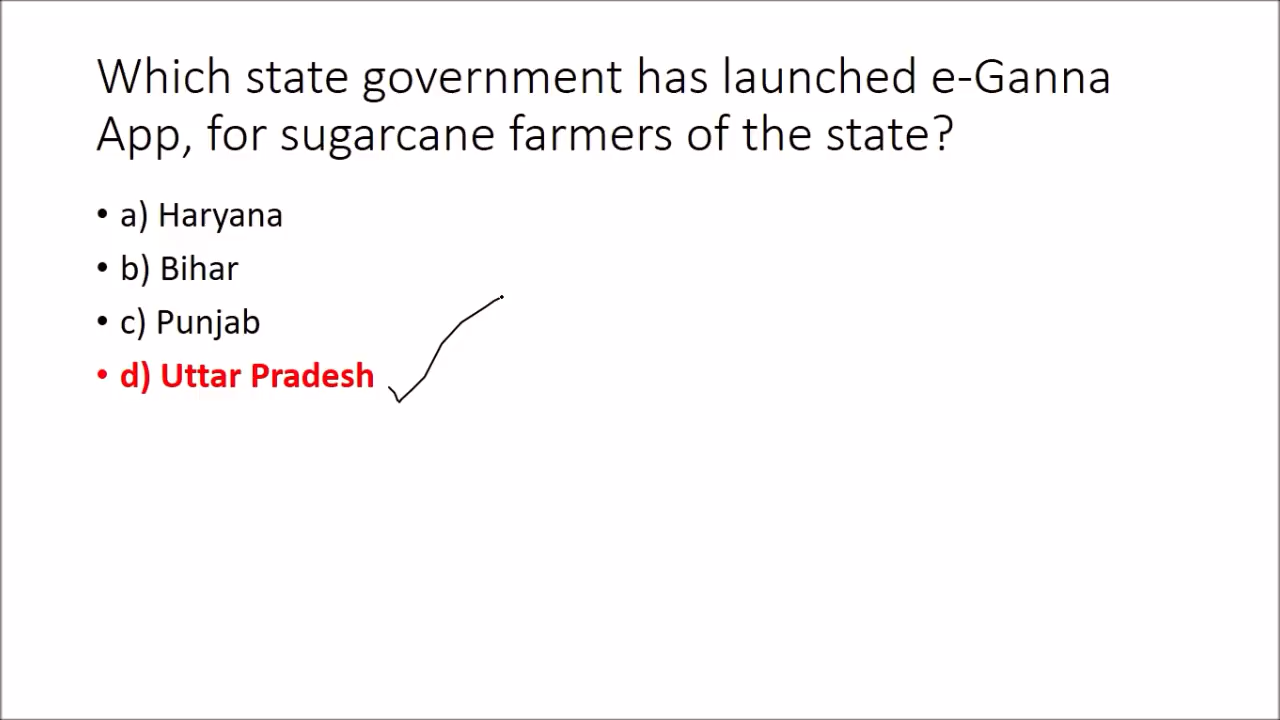 Which state government has launched e-Ganna
App, for sugarcane farmers of the state?
• a) Haryana
• b) Bihar
• c) Punjab
• d) Uttar Pradesh